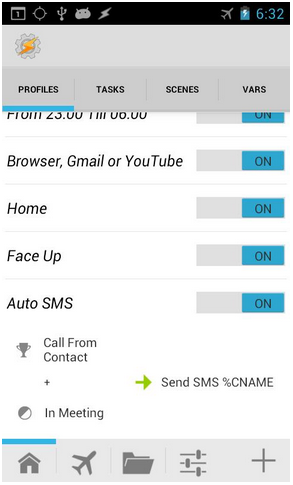 1
6:32
PROFILES TASKS SCENES VARS
From 23.00 Till 06.00 ON
Browser, Gmail or YouTube ON
Home ON
Face Up ON
Auto SMS ON
Call From
Contact
+ Send SMS %CNAME
In Meeting